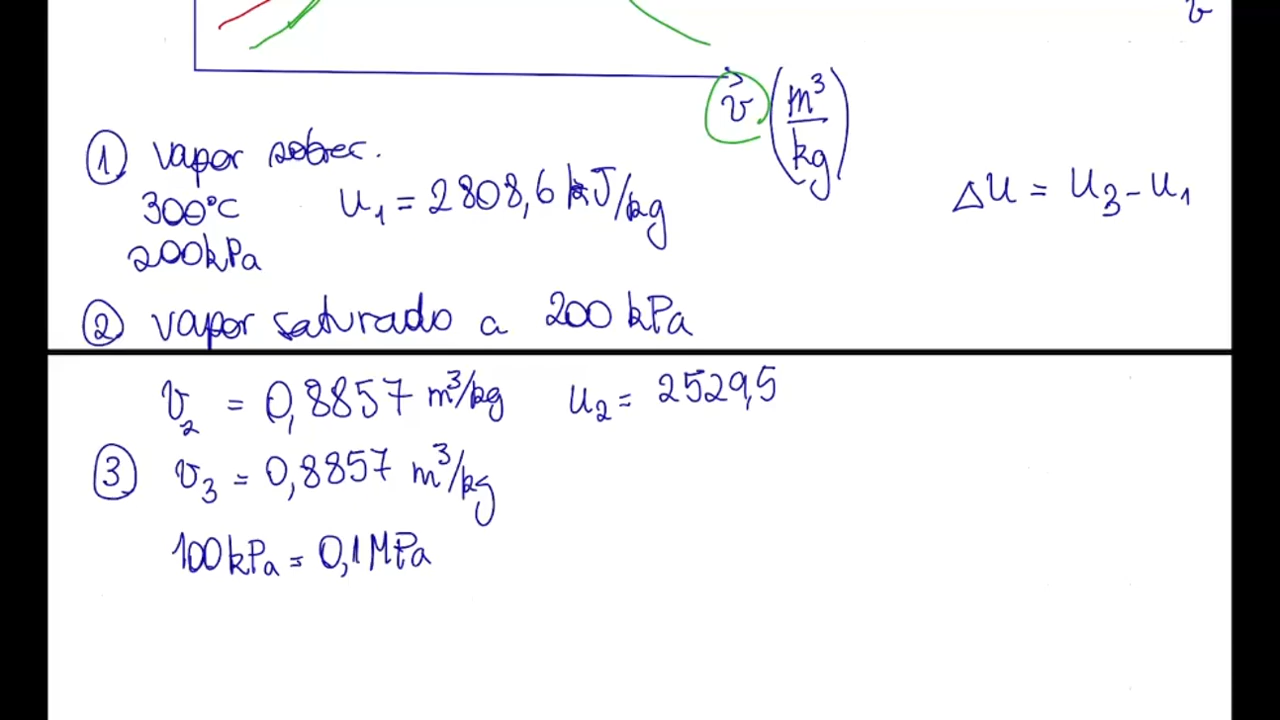 v
v (m³/kg)
① vapor sobrec.
300°C
200kPa
u₁ = 2808,6 kJ/kg
Δu = u₃-u₁
② vapor saturado a 200 kPa
v₂ = 0,8857 m³/kg u₂ = 2529,5
③ v₃ = 0,8857 m³/kg
100kPa = 0,1MPa